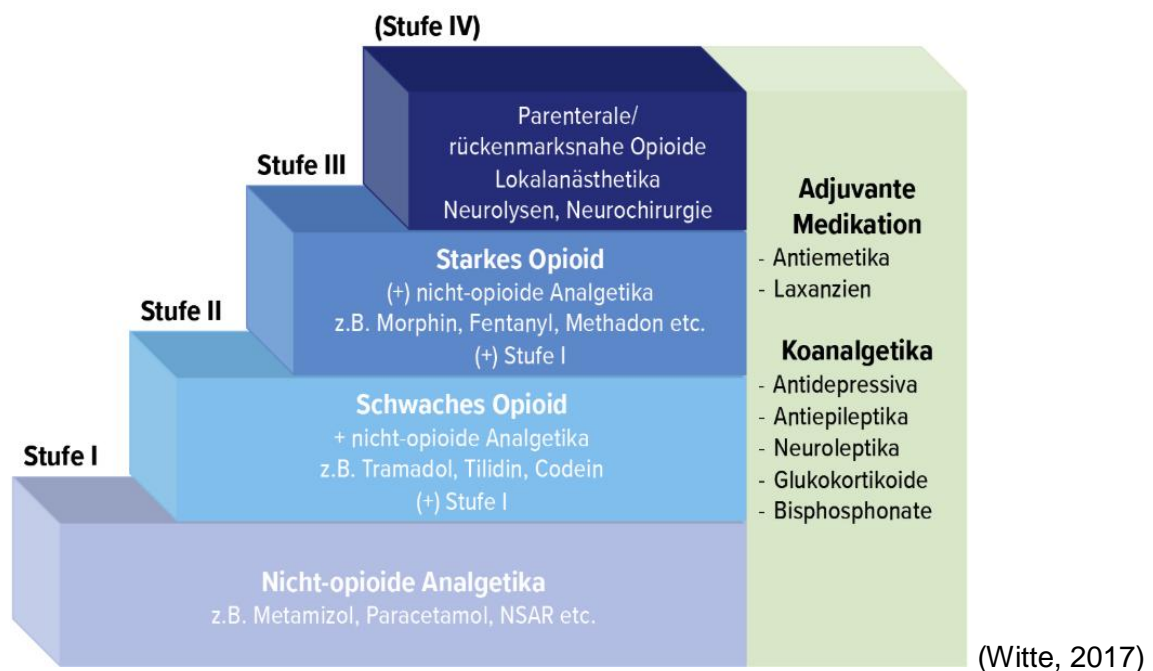 (Stufe IV)
Parenterale/
rückenmarksnahe Opioide
Lokalanästhetika
Neurolysen, Neurochirurgie
Stufe III
Starkes Opioid
(+) nicht-opioide Analgetika
z.B. Morphin, Fentanyl, Methadon etc.
(+) Stufe I
Stufe II
Schwaches Opioid
+ nicht-opioide Analgetika
z.B. Tramadol, Tilidin, Codein
(+) Stufe I
Stufe I
Nicht-opioide Analgetika
z.B. Metamizol, Paracetamol, NSAR etc.
Adjuvante
Medikation
- Antiemetika
- Laxanzien
Koanalgetika
- Antidepressiva
- Antiepileptika
- Neuroleptika
- Glukokortikoide
- Bisphosphonate
(Witte, 2017)